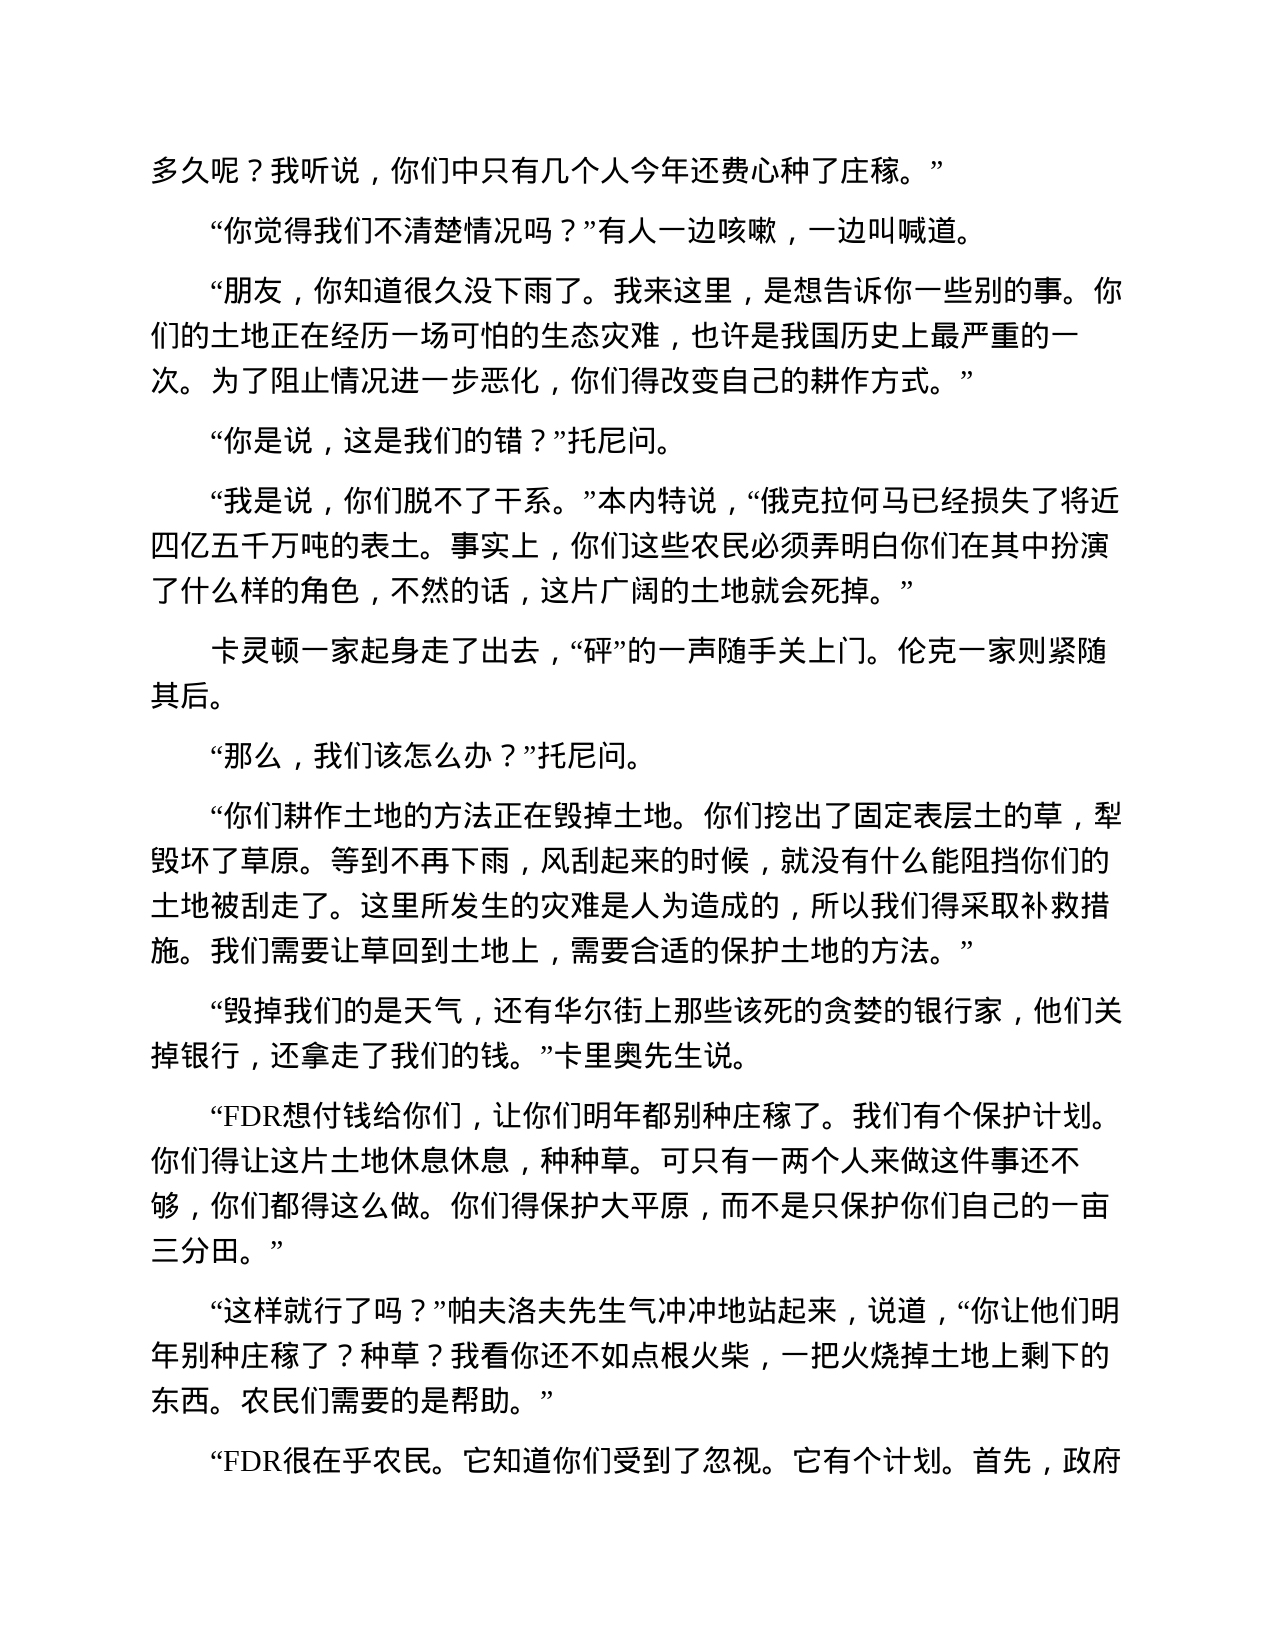 多久呢？我听说，你们中只有几个人今年还费心种了庄稼。”
“你觉得我们不清楚情况吗？”有人一边咳嗽，一边叫喊道。
“朋友，你知道很久没下雨了。我来这里，是想告诉你一些别的事。你
们的土地正在经历一场可怕的生态灾难，也许是我国历史上最严重的一
次。为了阻止情况进一步恶化，你们得改变自己的耕作方式。”
“你是说，这是我们的错？”托尼问。
“我是说，你们脱不了干系。”本内特说，“俄克拉何马已经损失了将近
四亿五千万吨的表土。事实上，你们这些农民必须弄明白你们在其中扮演
了什么样的角色，不然的话，这片广阔的土地就会死掉。”
卡灵顿一家起身走了出去，“砰”的一声随手关上门。伦克一家则紧随
其后。
“那么，我们该怎么办？”托尼问。
“你们耕作土地的方法正在毁掉土地。你们挖出了固定表层土的草，犁
毁坏了草原。等到不再下雨，风刮起来的时候，就没有什么能阻挡你们的
土地被刮走了。这里所发生的灾难是人为造成的，所以我们得采取补救措
施。我们需要让草回到土地上，需要合适的保护土地的方法。”
“毁掉我们的是天气，还有华尔街上那些该死的贪婪的银行家，他们关
掉银行，还拿走了我们的钱。”卡里奥先生说。
“FDR想付钱给你们，让你们明年都别种庄稼了。我们有个保护计划。
你们得让这片土地休息休息，种种草。可只有一两个人来做这件事还不
够，你们都得这么做。你们得保护大平原，而不是只保护你们自己的一亩
三分田。”
“这样就行了吗？”帕夫洛夫先生气冲冲地站起来，说道，“你让他们明
年别种庄稼了？种草？我看你还不如点根火柴，一把火烧掉土地上剩下的
东西。农民们需要的是帮助。”
“FDR很在乎农民。它知道你们受到了忽视。它有个计划。首先，政府